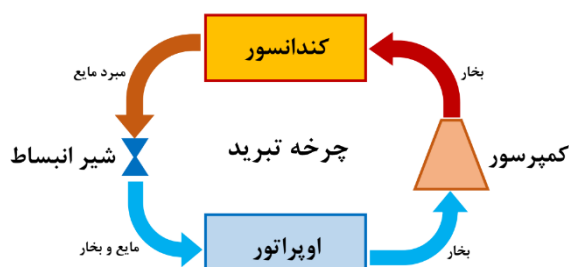 کندانسور
مبرد مایع
بخار
شیر انبساط
چرخه تبرید
کمپرسور
مایع و بخار
اوپراتور
بخار